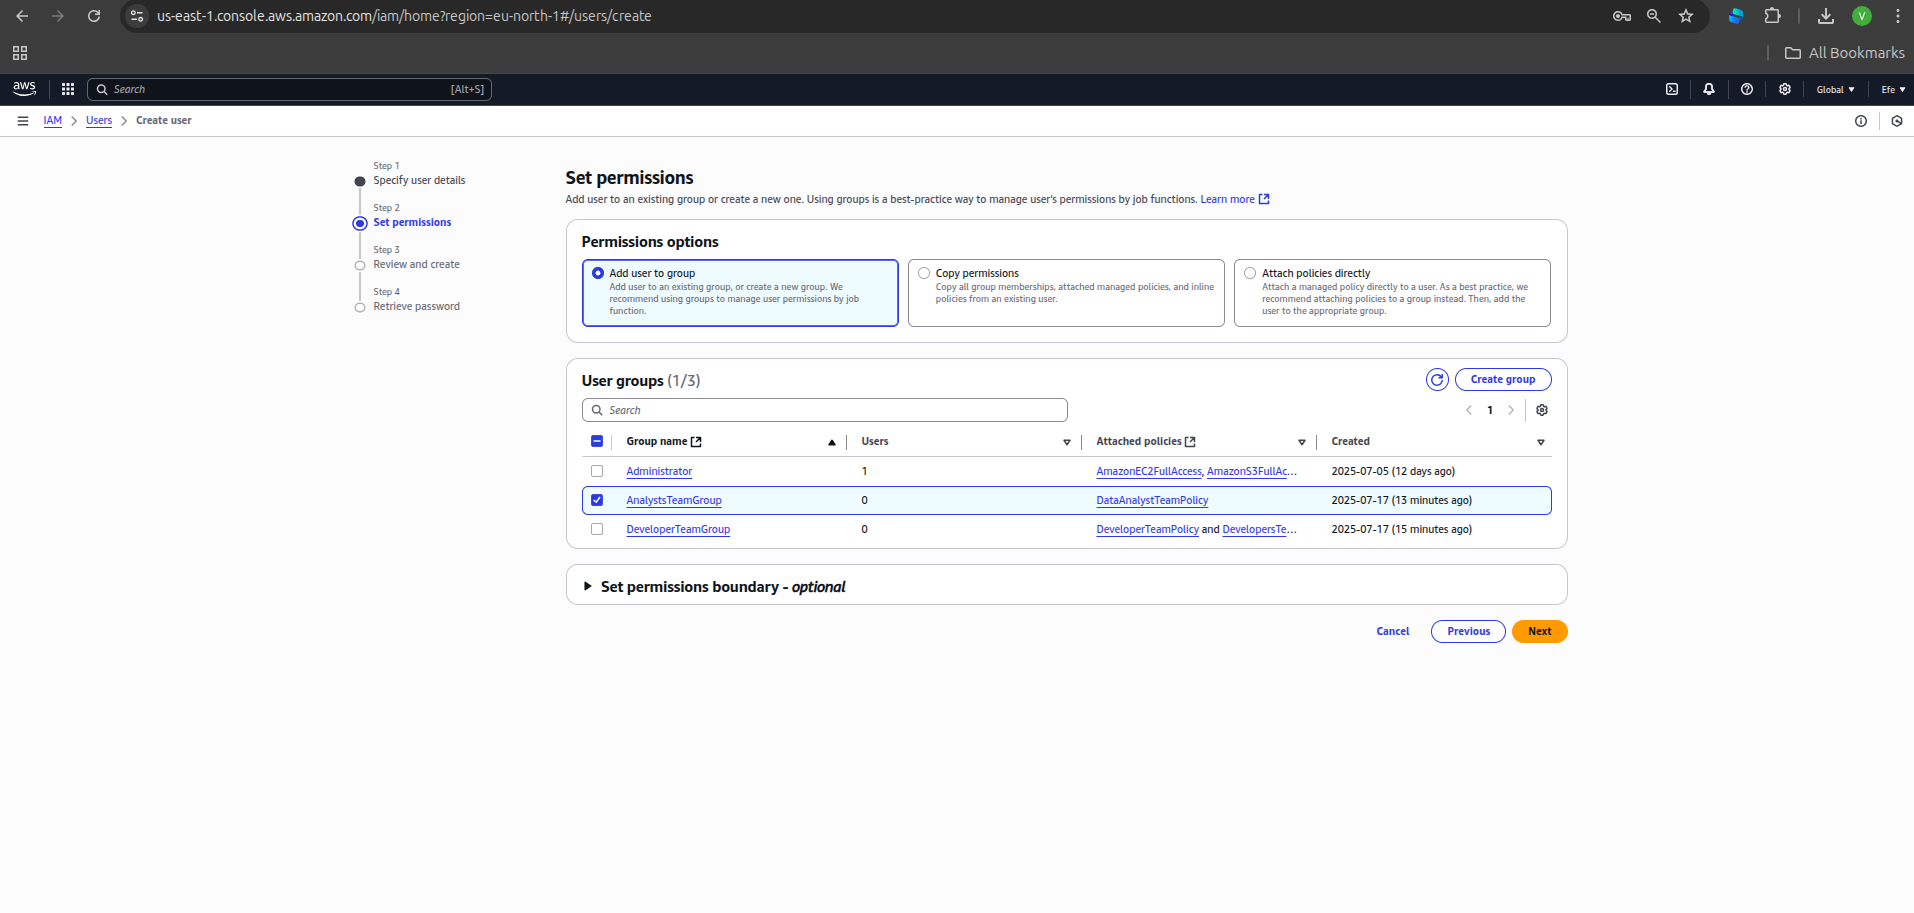 us-east-1.console.aws.amazon.com/iam/home?region=eu-north-1#/users/create
V
All Bookmarks
aws
Search [Alt+S]
Global
Efe
IAM > Users > Create user
Step 1
Specify user details
Step 2
Set permissions
Step 3
Review and create
Step 4
Retrieve password
Set permissions
Add user to an existing group or create a new one. Using groups is a best-practice way to manage user's permissions by job functions. Learn more
Permissions options
Add user to group
Add user to an existing group, or create a new group. We
recommend using groups to manage user permissions by job
function.
Copy permissions
Copy all group memberships, attached managed policies, and inline
policies from an existing user.
Attach policies directly
Attach a managed policy directly to a user. As a best practice, we
recommend attaching policies to a group instead. Then, add the
user to the appropriate group.
User groups (1/3)
Create group
Search
1
Group name Users Attached policies Created
Administrator 1 AmazonEC2FullAccess, AmazonS3FullAc... 2025-07-05 (12 days ago)
AnalystsTeamGroup 0 DataAnalystTeamPolicy 2025-07-17 (13 minutes ago)
DeveloperTeamGroup 0 DeveloperTeamPolicy and DevelopersTe... 2025-07-17 (15 minutes ago)
Set permissions boundary - optional
Cancel Previous Next